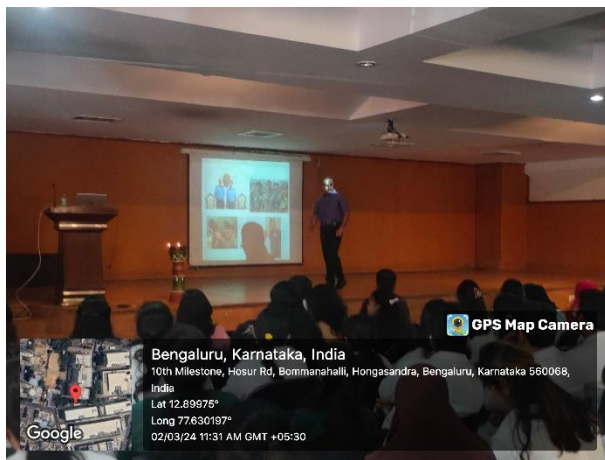 GPS Map Camera
Bengaluru, Karnataka, India
10th Milestone, Hosur Rd, Bommanahalli, Hongasandra, Bengaluru, Karnataka 560068,
India
Lat 12.89975°
Long 77.630197°
02/03/24 11:31 AM GMT +05:30
Google